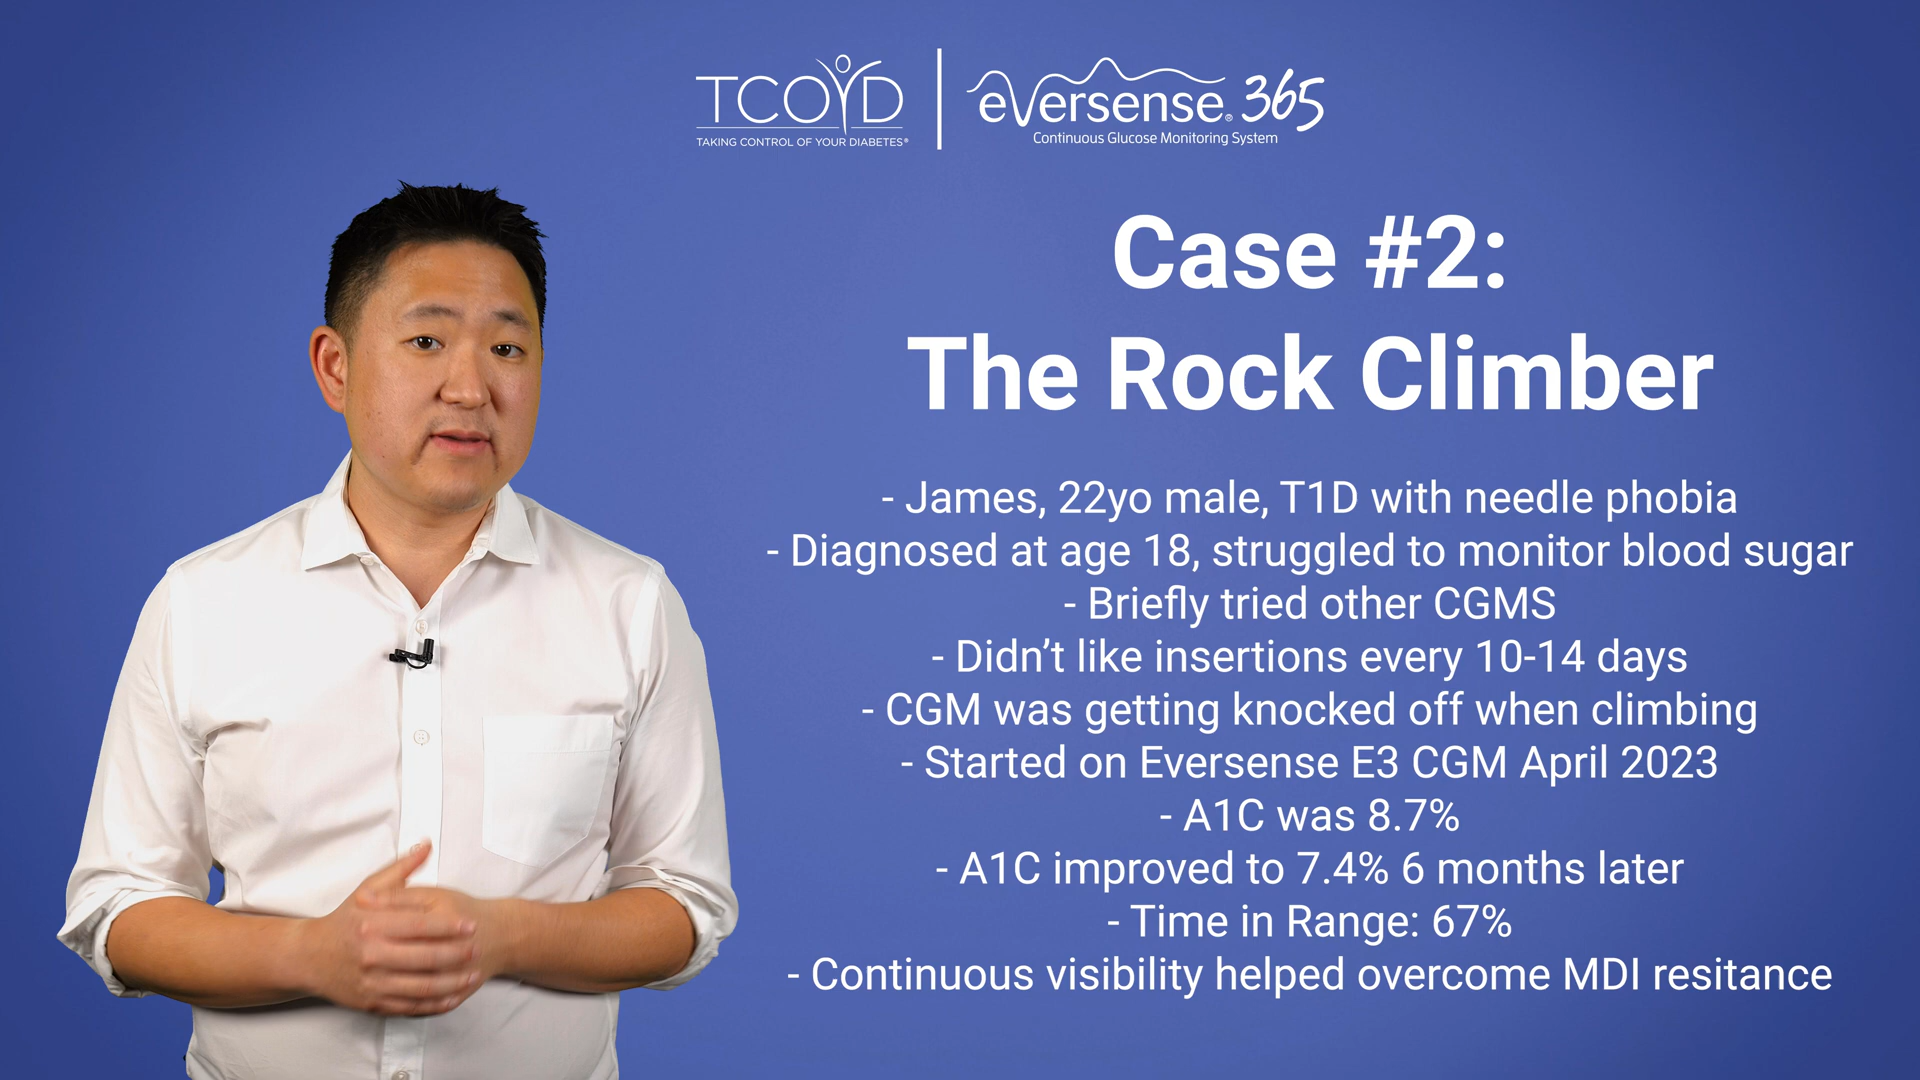 TCOYD
TAKING CONTROL OF YOUR DIABETES®
eversense® 365
Continuous Glucose Monitoring System
Case #2:
The Rock Climber
- James, 22yo male, T1D with needle phobia
- Diagnosed at age 18, struggled to monitor blood sugar
- Briefly tried other CGMS
- Didn’t like insertions every 10-14 days
- CGM was getting knocked off when climbing
- Started on Eversense E3 CGM April 2023
- A1C was 8.7%
- A1C improved to 7.4% 6 months later
- Time in Range: 67%
- Continuous visibility helped overcome MDI resitance